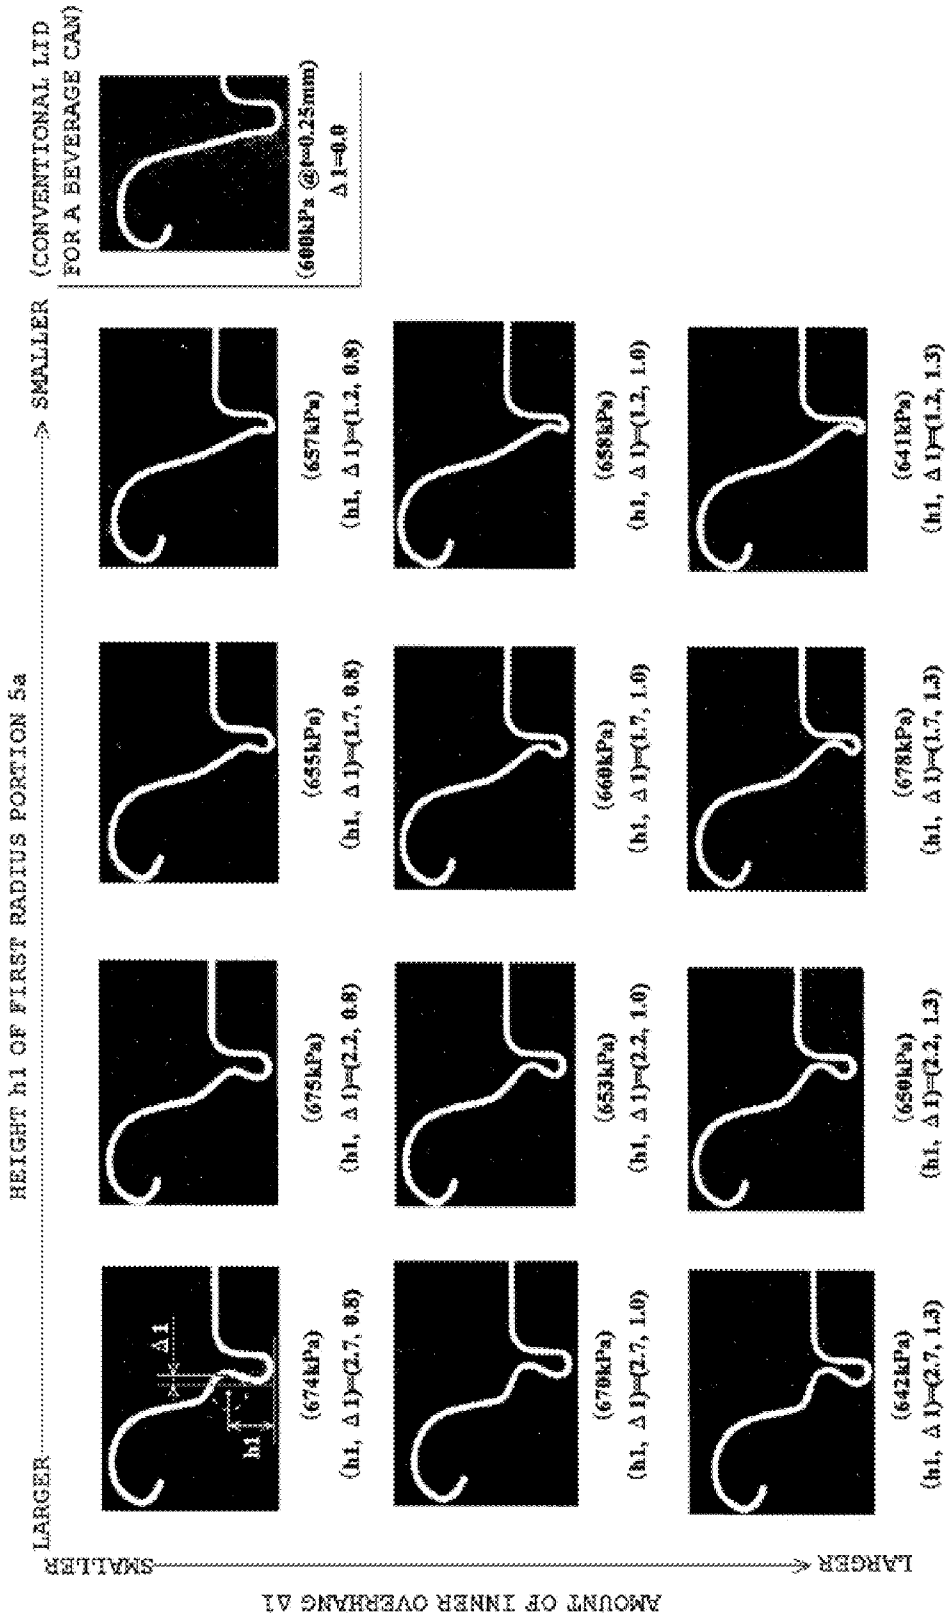 HEIGHT h1 OF FIRST RADIUS PORTION 5a
LARGER
SMALLER
(CONVENTIONAL LID
FOR A BEVERAGE CAN)
AMOUNT OF INNER OVERHANG Δ1
SMALLER
LARGER
Δ1
h1
(674kPa)
(h1, Δ1)=(2.7, 0.8)
(675kPa)
(h1, Δ1)=(2.2, 0.8)
(655kPa)
(h1, Δ1)=(1.7, 0.8)
(657kPa)
(h1, Δ1)=(1.2, 0.8)
(600kPa @t=0.25mm)
Δ1=0.0
(670kPa)
(h1, Δ1)=(2.7, 1.0)
(653kPa)
(h1, Δ1)=(2.2, 1.0)
(660kPa)
(h1, Δ1)=(1.7, 1.0)
(658kPa)
(h1, Δ1)=(1.2, 1.0)
(642kPa)
(h1, Δ1)=(2.7, 1.3)
(650kPa)
(h1, Δ1)=(2.2, 1.3)
(678kPa)
(h1, Δ1)=(1.7, 1.3)
(641kPa)
(h1, Δ1)=(1.2, 1.3)